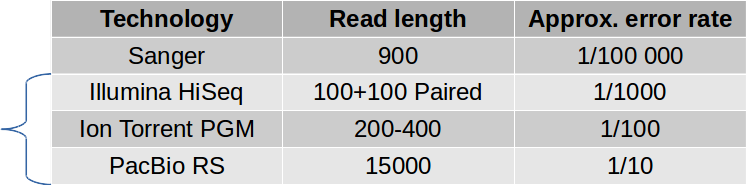 Technology Read length Approx. error rate
Sanger 900 1/100 000
Illumina HiSeq 100+100 Paired 1/1000
Ion Torrent PGM 200-400 1/100
PacBio RS 15000 1/10